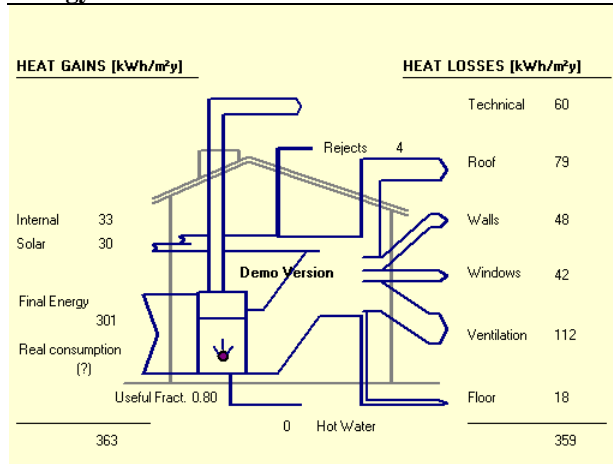 HEAT GAINS [kWh/m²y]
HEAT LOSSES [kWh/m²y]
Technical 60
Rejects 4
Roof 79
Internal 33
Walls 48
Solar 30
Demo Version
Windows 42
Final Energy
301
Ventilation 112
Real consumption
(?)
Useful Fract. 0.80
Floor 18
0 Hot Water
363
359